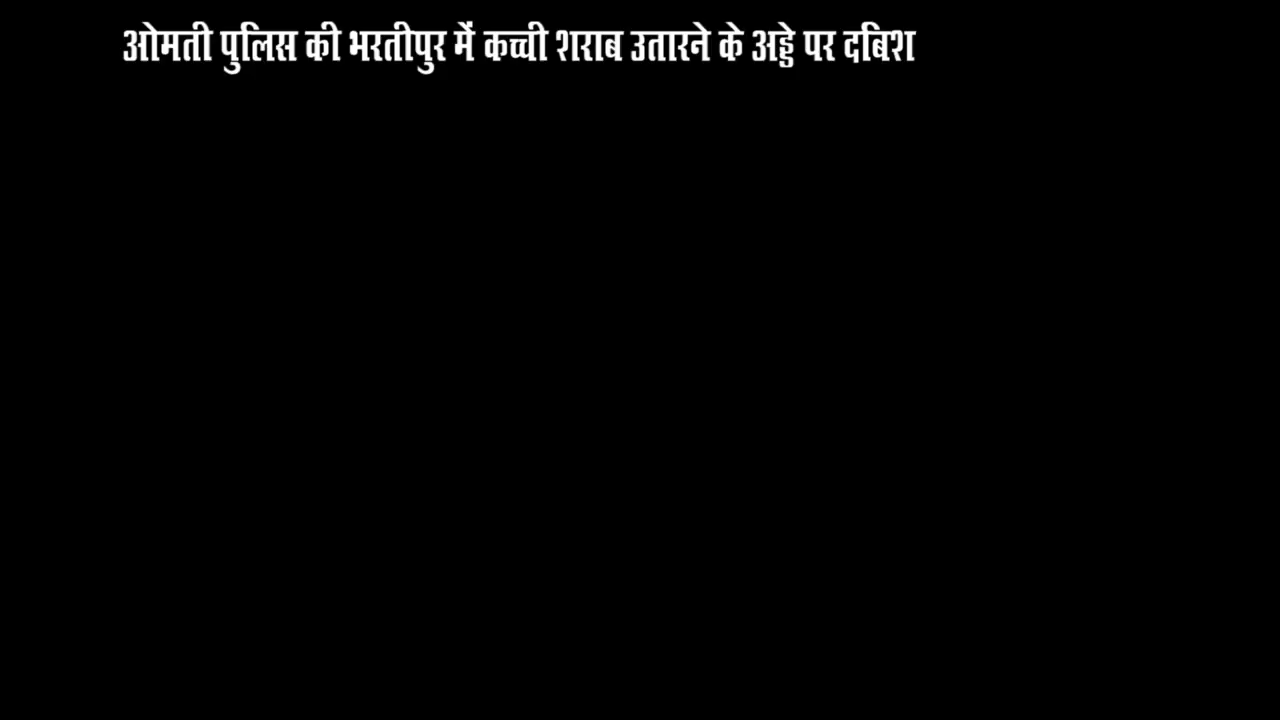 ओमती पुलिस की भरतीपुर में कच्ची शराब उतारने के अड्डे पर दबिश